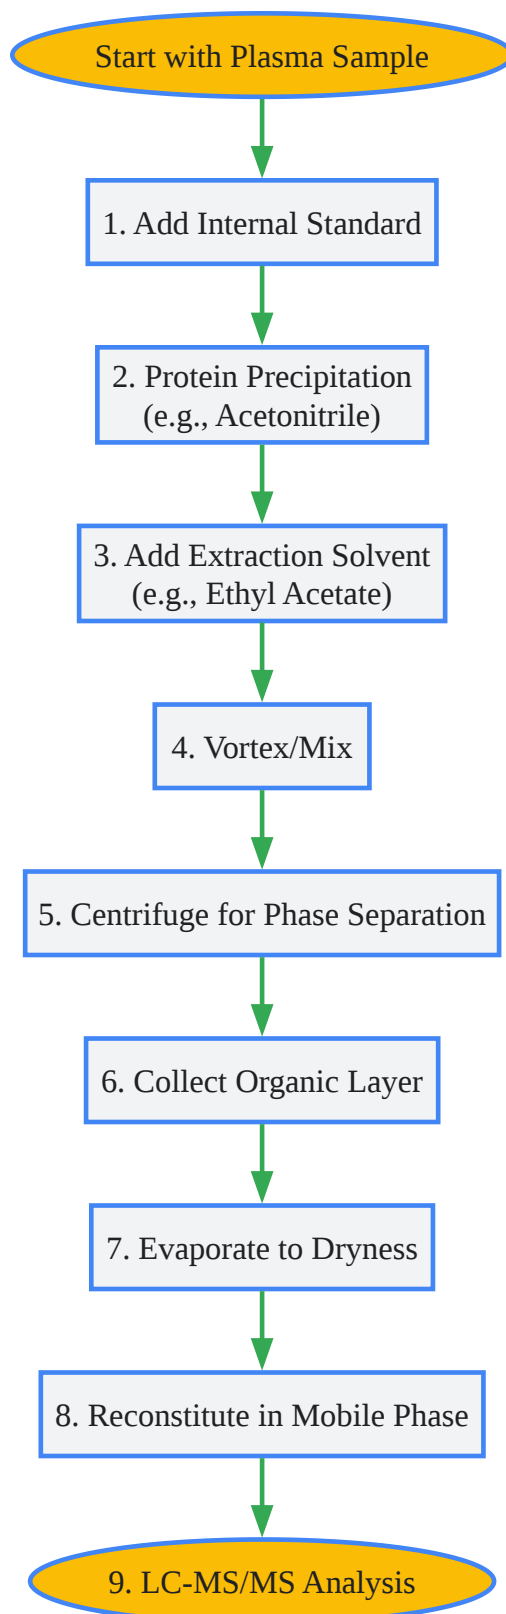 Start with Plasma Sample
1. Add Internal Standard
2. Protein Precipitation
(e.g., Acetonitrile)
3. Add Extraction Solvent
(e.g., Ethyl Acetate)
4. Vortex/Mix
5. Centrifuge for Phase Separation
6. Collect Organic Layer
7. Evaporate to Dryness
8. Reconstitute in Mobile Phase
9. LC-MS/MS Analysis